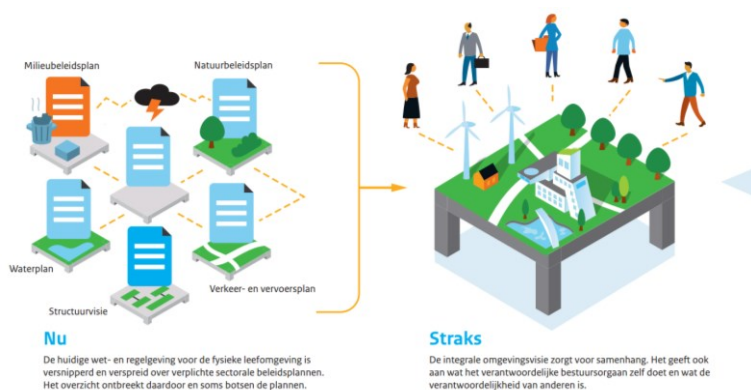 Milieubeleidsplan
Natuurbeleidsplan
Waterplan
Verkeer- en vervoersplan
Structuurvisie
Nu
De huidige wet- en regelgeving voor de fysieke leefomgeving is
versnipperd en verspreid over verplichte sectorale beleidsplannen.
Het overzicht ontbreekt daardoor en soms botsen de plannen.
Straks
De integrale omgevingsvisie zorgt voor samenhang. Het geeft ook
aan wat het verantwoordelijke bestuursorgaan zelf doet en wat de
verantwoordelijkheid van anderen is.